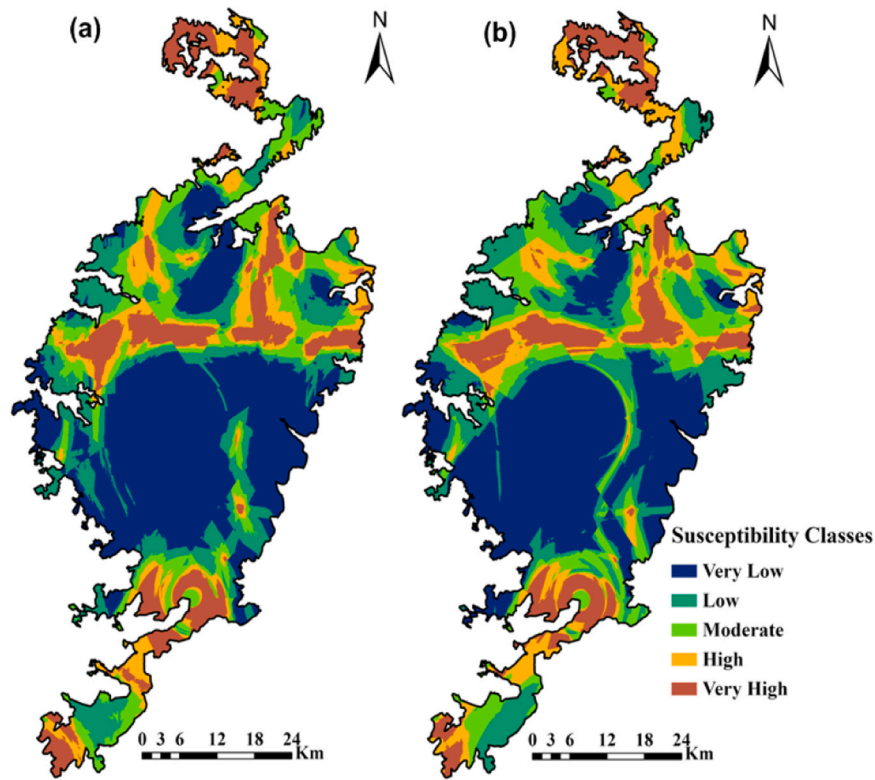 (a)
N
(b)
N
Susceptibility Classes
Very Low
Low
Moderate
High
Very High
0 3 6 12 18 24
Km
0 3 6 12 18 24
Km